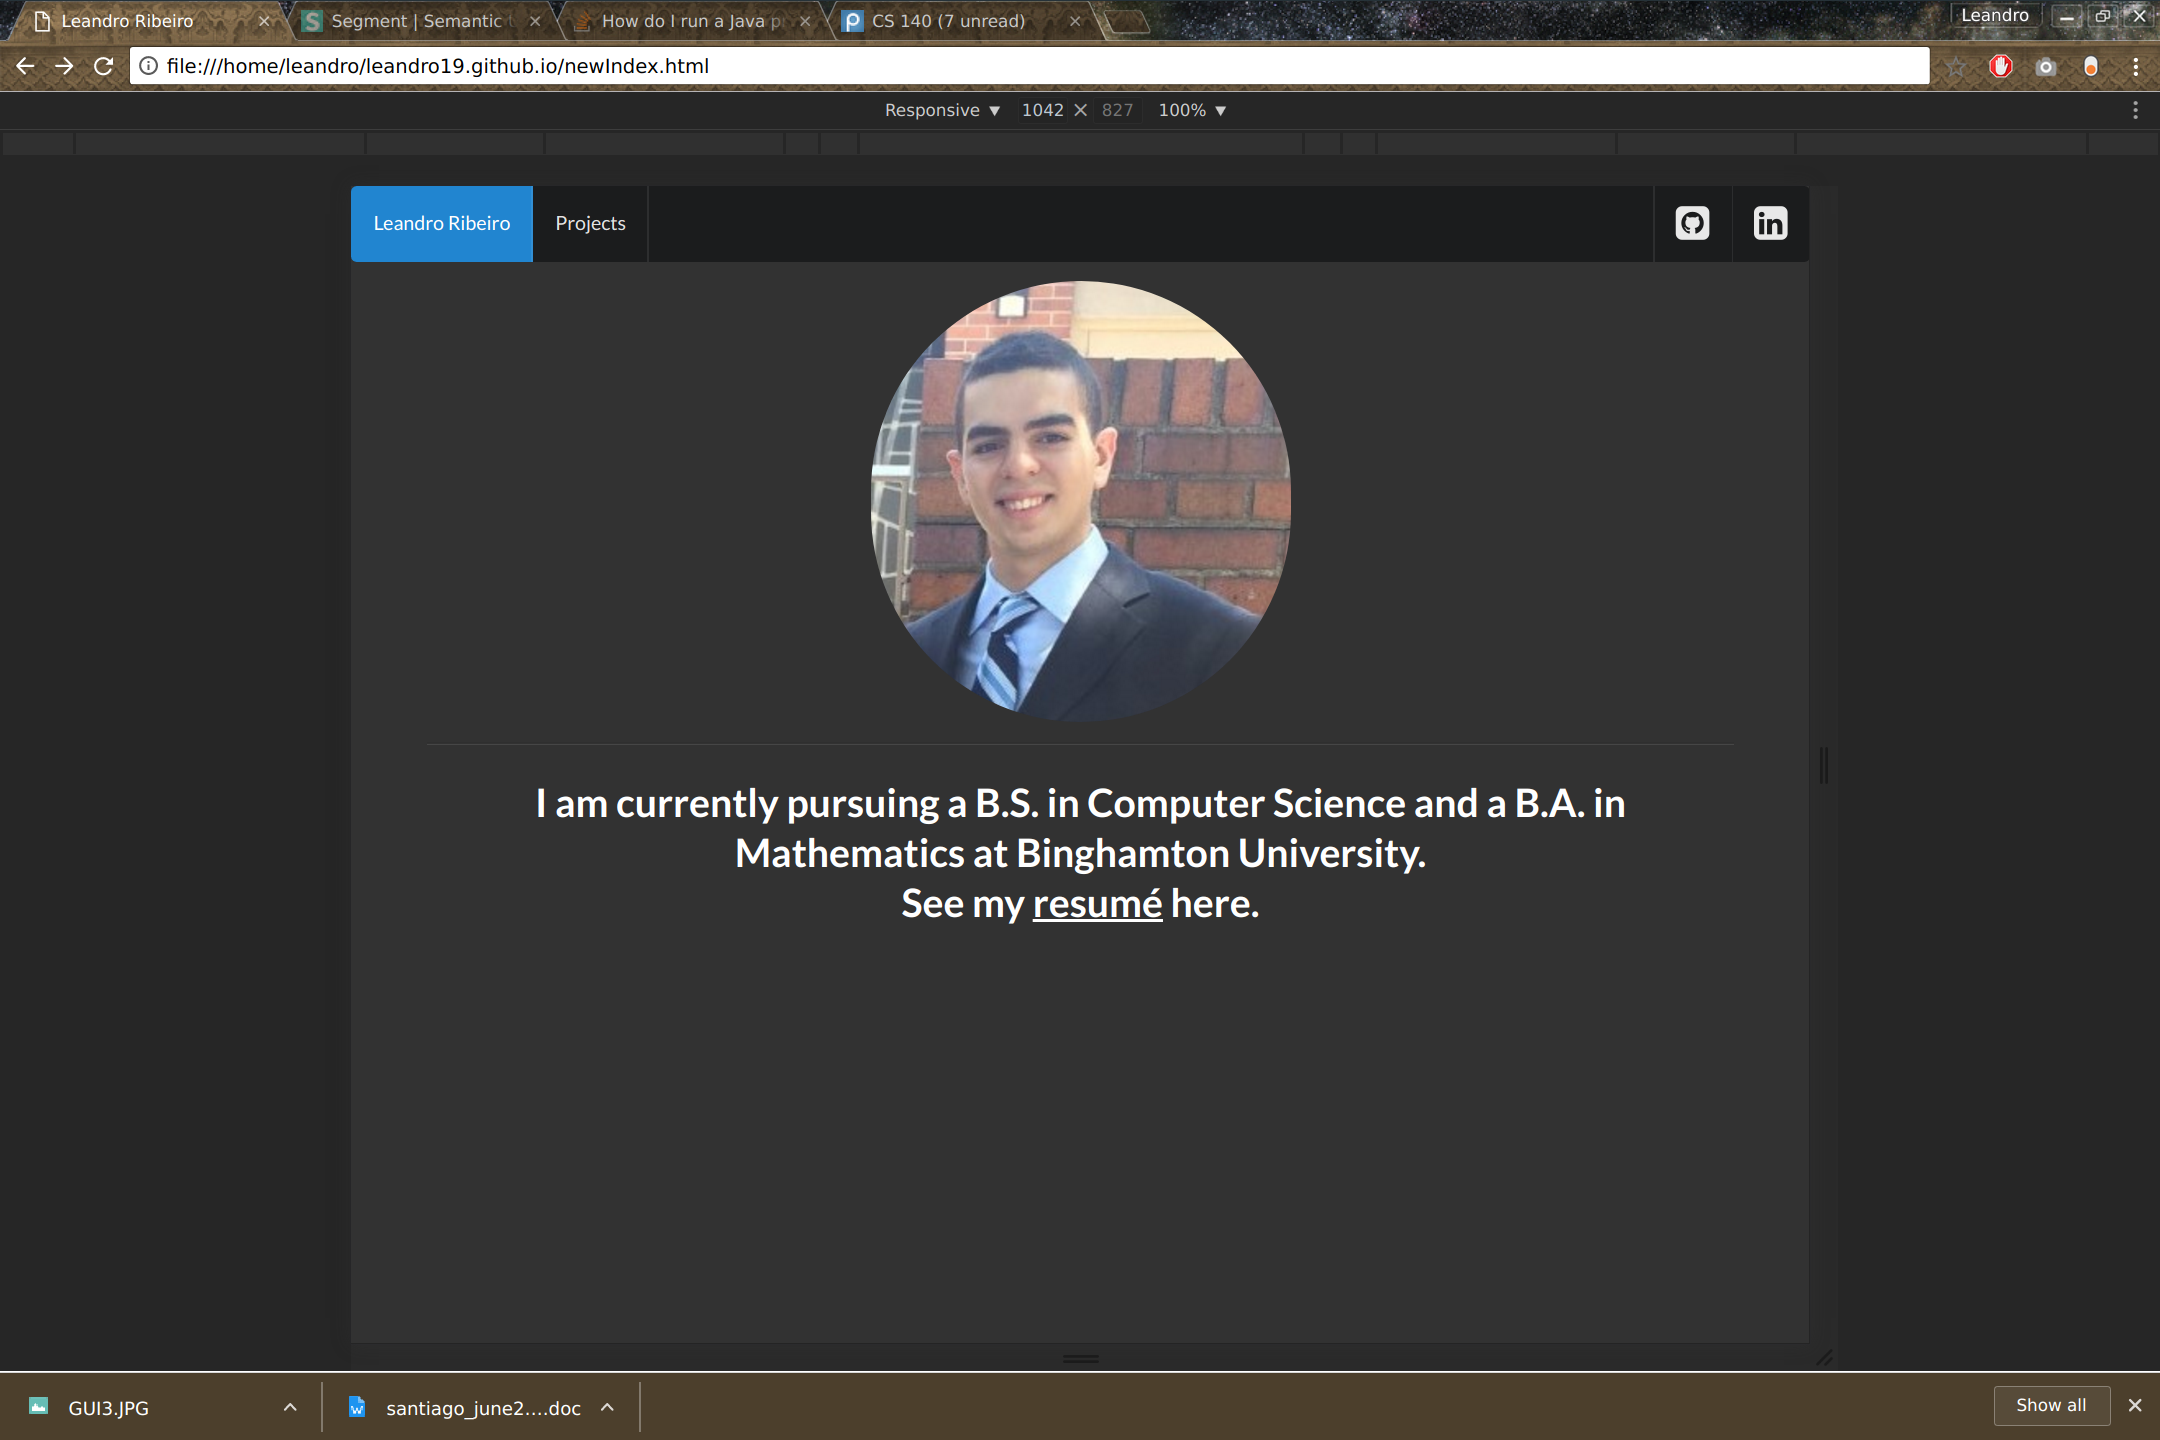 Leandro Ribeiro
Segment | Semantic
How do I run a Java p
CS 140 (7 unread)
Leandro
file:///home/leandro/leandro19.github.io/newIndex.html
Responsive ▼ 1042 × 827 100% ▼
Leandro Ribeiro
Projects
in
I am currently pursuing a B.S. in Computer Science and a B.A. in
Mathematics at Binghamton University.
See my resumé here.
GUI3.JPG
santiago_june2....doc
Show all